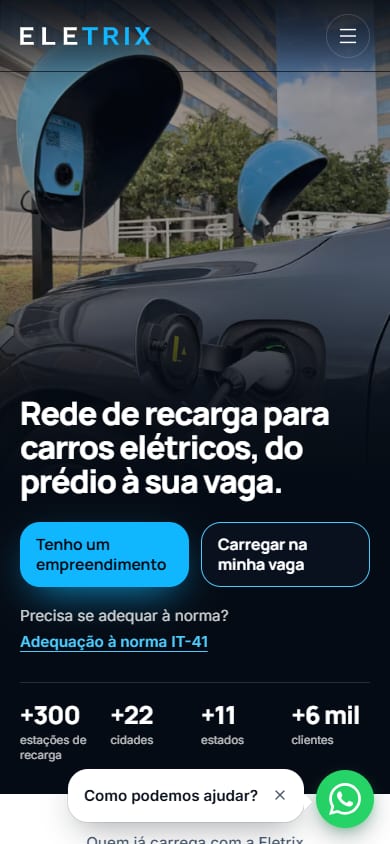 ELETRIX
Rede de recarga para
carros elétricos, do
prédio à sua vaga.
Tenho um
empreendimento
Carregar na
minha vaga
Precisa se adequar à norma?
Adequação à norma IT-41
+300
estações de
recarga
+22
cidades
+11
estados
+6 mil
clientes
Como podemos ajudar? ×
Quem já carrega com a Eletrix